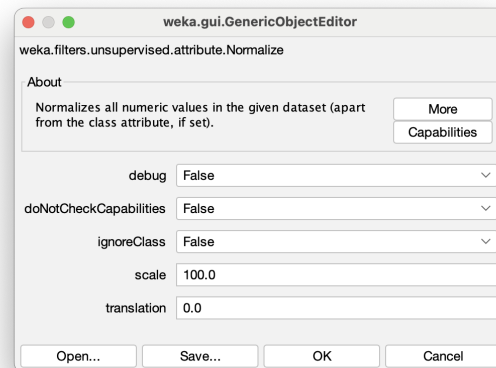 weka.gui.GenericObjectEditor
weka.filters.unsupervised.attribute.Normalize
About
Normalizes all numeric values in the given dataset (apart
from the class attribute, if set).
More
Capabilities
debug False
doNotCheckCapabilities False
ignoreClass False
scale 100.0
translation 0.0
Open... Save... OK Cancel